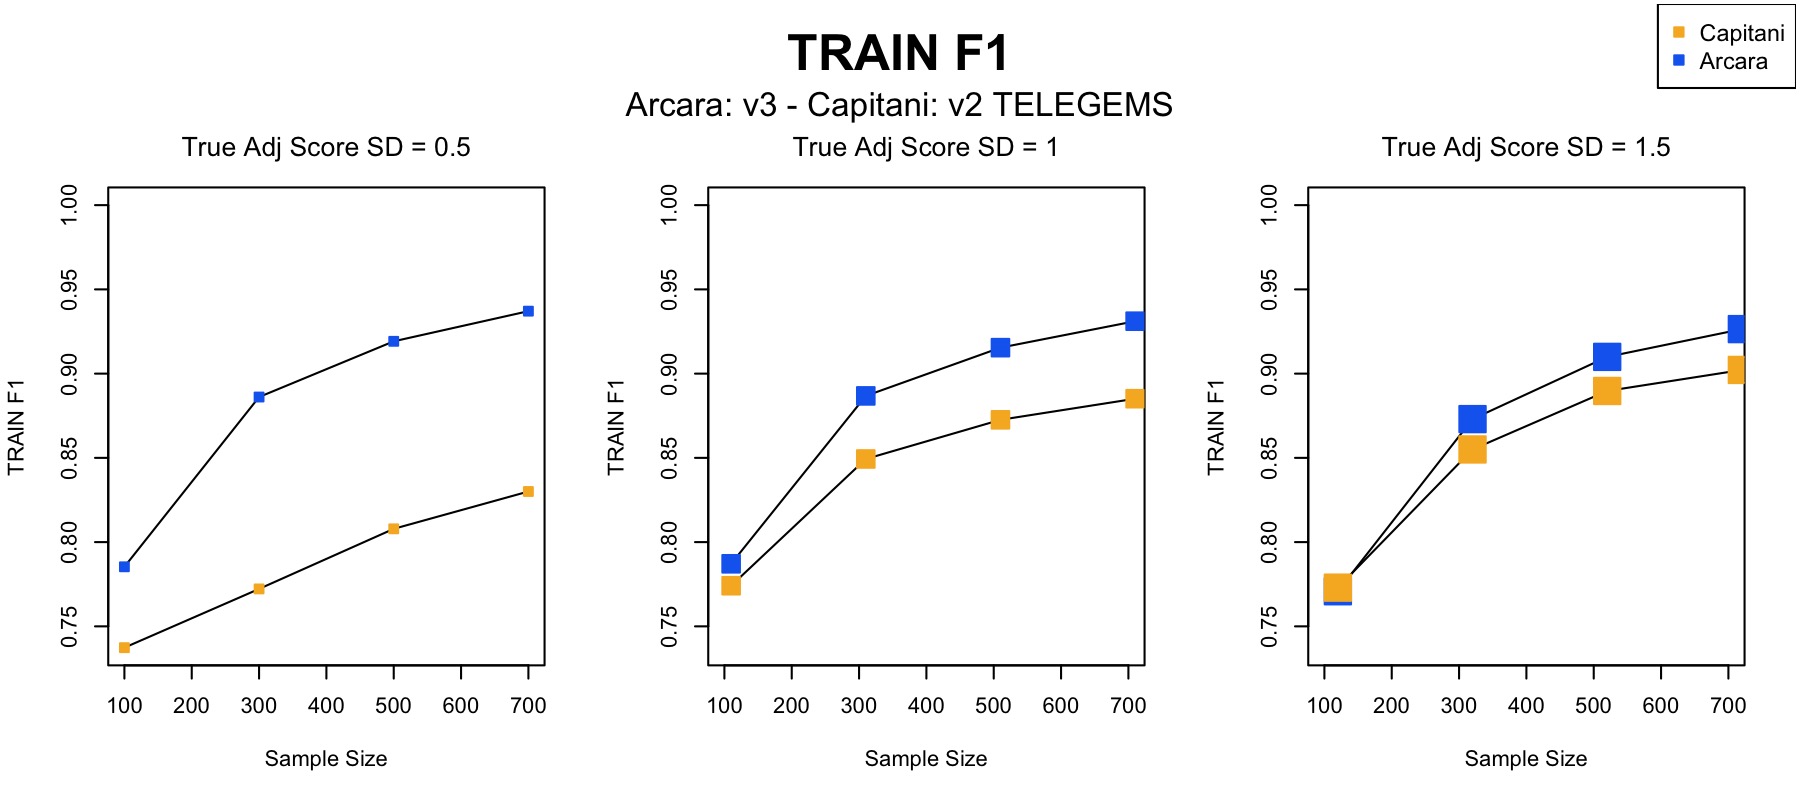 TRAIN F1
Arcara: v3 - Capitani: v2 TELEGEMS
Capitani
Arcara
True Adj Score SD = 0.5
TRAIN F1
1.00
0.95
0.90
0.85
0.80
0.75
100 200 300 400 500 600 700
Sample Size
True Adj Score SD = 1
TRAIN F1
1.00
0.95
0.90
0.85
0.80
0.75
100 200 300 400 500 600 700
Sample Size
True Adj Score SD = 1.5
TRAIN F1
1.00
0.95
0.90
0.85
0.80
0.75
100 200 300 400 500 600 700
Sample Size